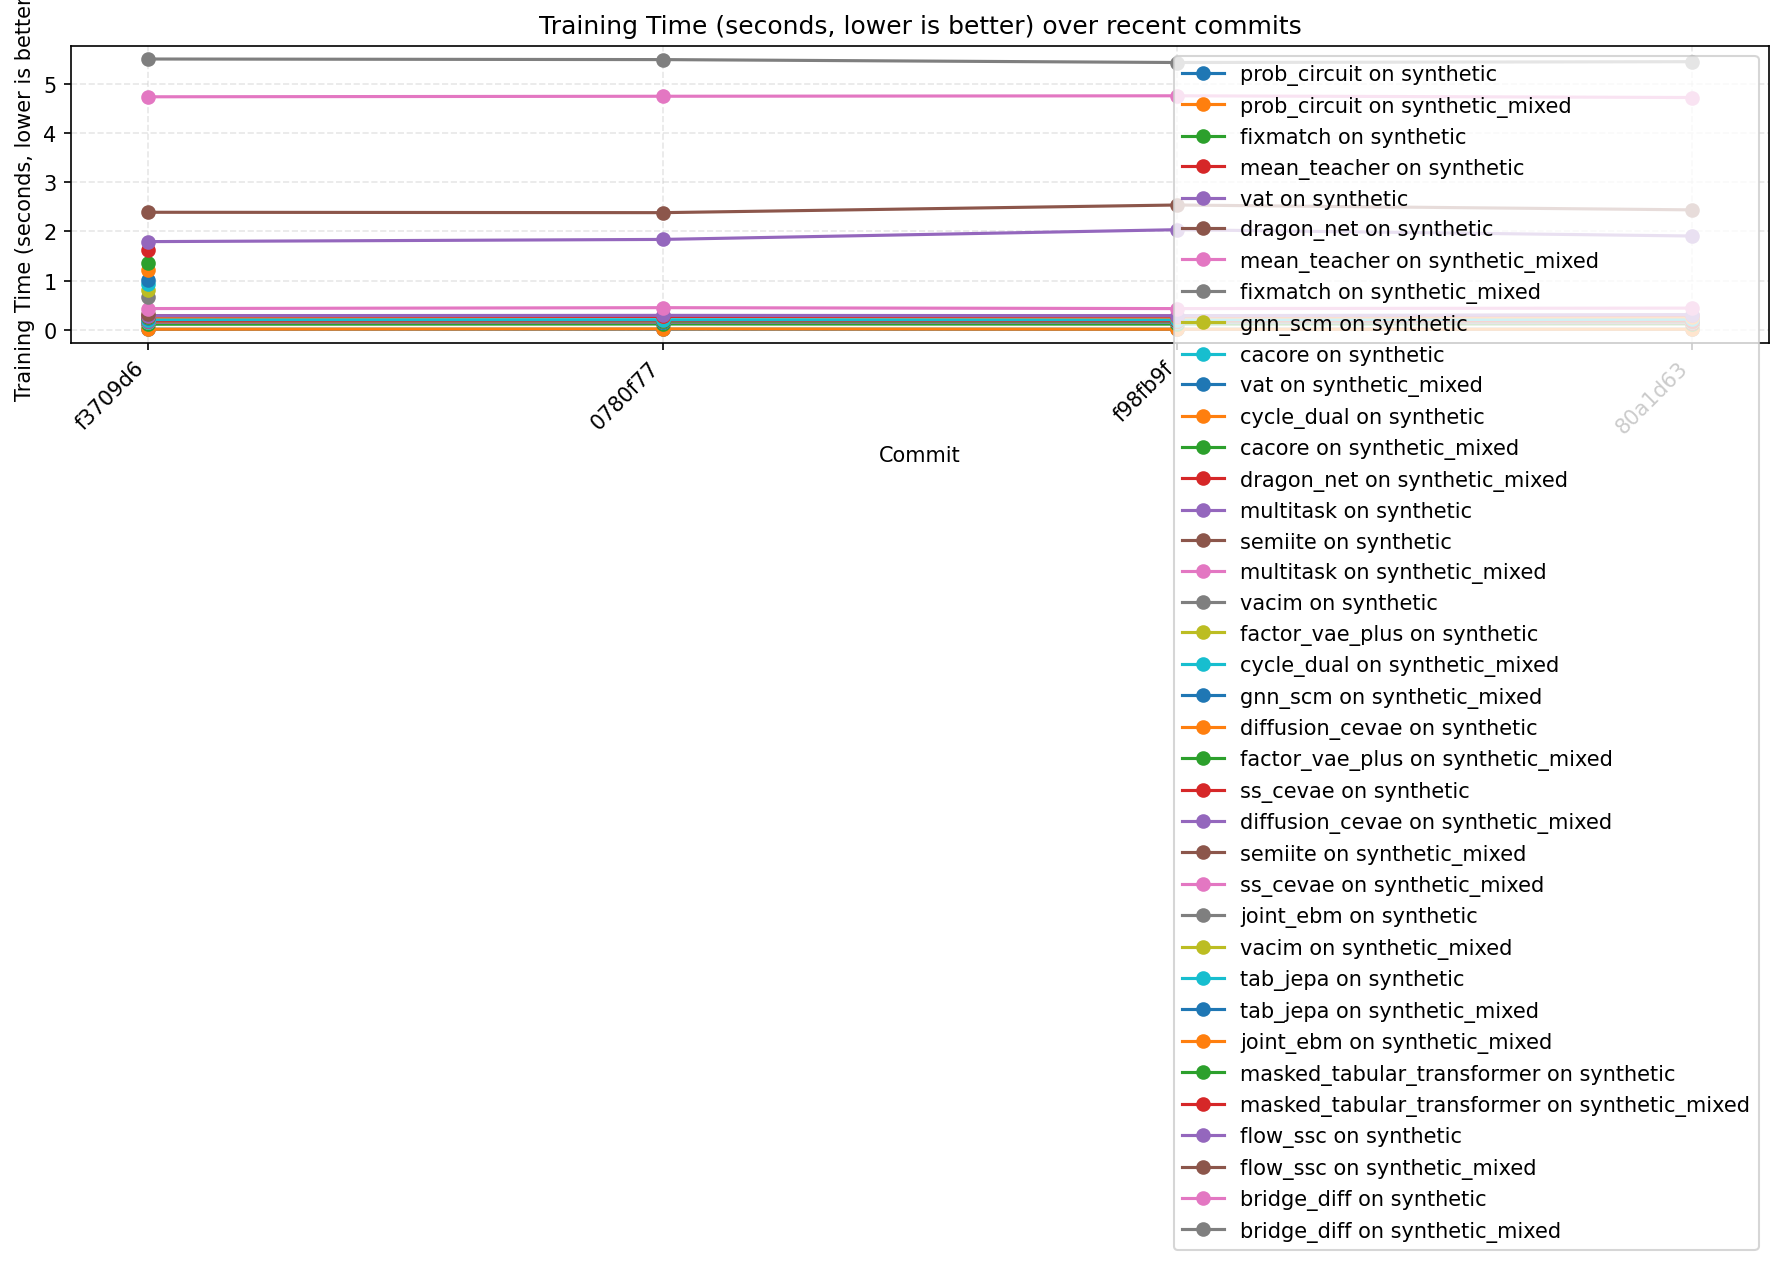 Training Time (seconds, lower is better) over recent commits
Training Time (seconds, lower is better
5
4
3
2
1
0
f3709d6
0780f77
f98fb9f
80a1d63
Commit
prob_circuit on synthetic
prob_circuit on synthetic_mixed
fixmatch on synthetic
mean_teacher on synthetic
vat on synthetic
dragon_net on synthetic
mean_teacher on synthetic_mixed
fixmatch on synthetic_mixed
gnn_scm on synthetic
cacore on synthetic
vat on synthetic_mixed
cycle_dual on synthetic
cacore on synthetic_mixed
dragon_net on synthetic_mixed
multitask on synthetic
semiite on synthetic
multitask on synthetic_mixed
vacim on synthetic
factor_vae_plus on synthetic
cycle_dual on synthetic_mixed
gnn_scm on synthetic_mixed
diffusion_cevae on synthetic
factor_vae_plus on synthetic_mixed
ss_cevae on synthetic
diffusion_cevae on synthetic_mixed
semiite on synthetic_mixed
ss_cevae on synthetic_mixed
joint_ebm on synthetic
vacim on synthetic_mixed
tab_jepa on synthetic
tab_jepa on synthetic_mixed
joint_ebm on synthetic_mixed
masked_tabular_transformer on synthetic
masked_tabular_transformer on synthetic_mixed
flow_ssc on synthetic
flow_ssc on synthetic_mixed
bridge_diff on synthetic
bridge_diff on synthetic_mixed